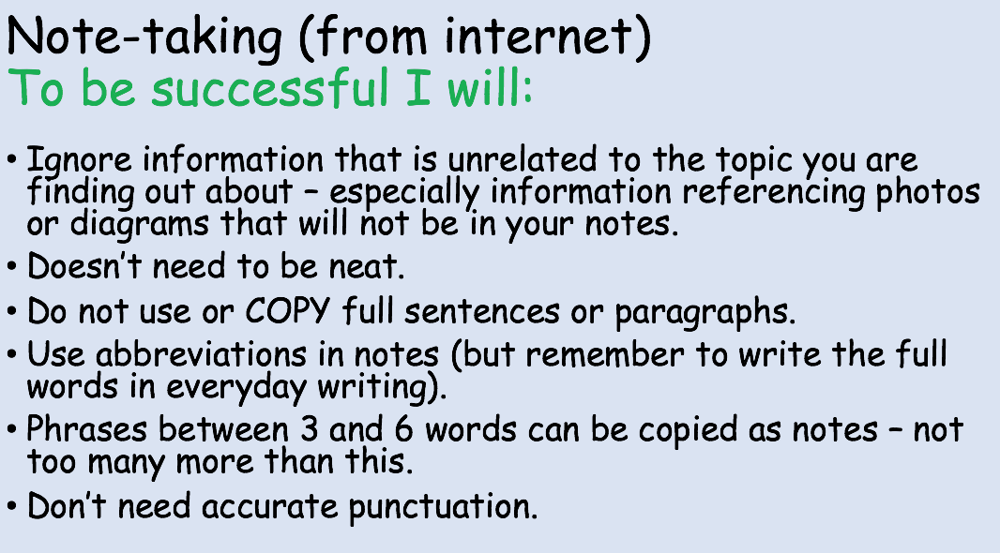 Note-taking (from internet)
To be successful I will:
• Ignore information that is unrelated to the topic you are
finding out about – especially information referencing photos
or diagrams that will not be in your notes.
• Doesn’t need to be neat.
• Do not use or COPY full sentences or paragraphs.
• Use abbreviations in notes (but remember to write the full
words in everyday writing).
• Phrases between 3 and 6 words can be copied as notes – not
too many more than this.
• Don’t need accurate punctuation.